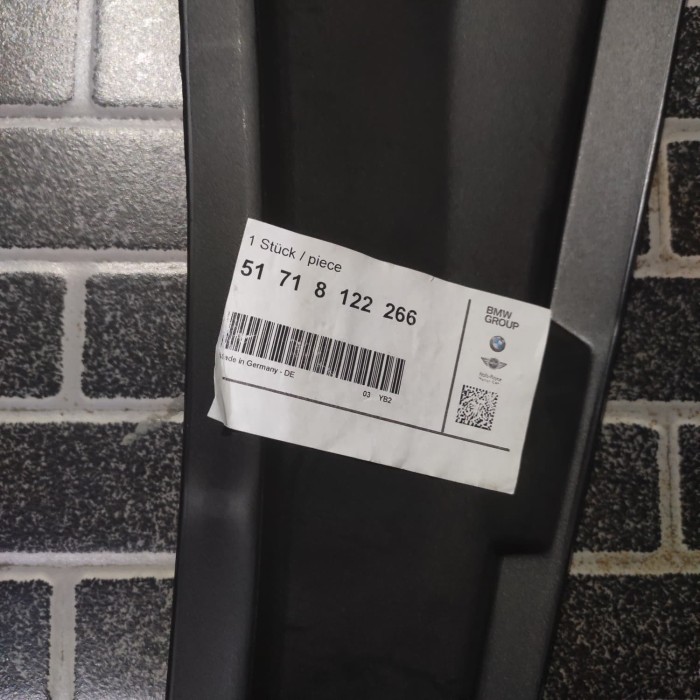 1 Stück / piece
51 71 8 122 266
Made in Germany - DE
03 YB2
BMW
GROUP